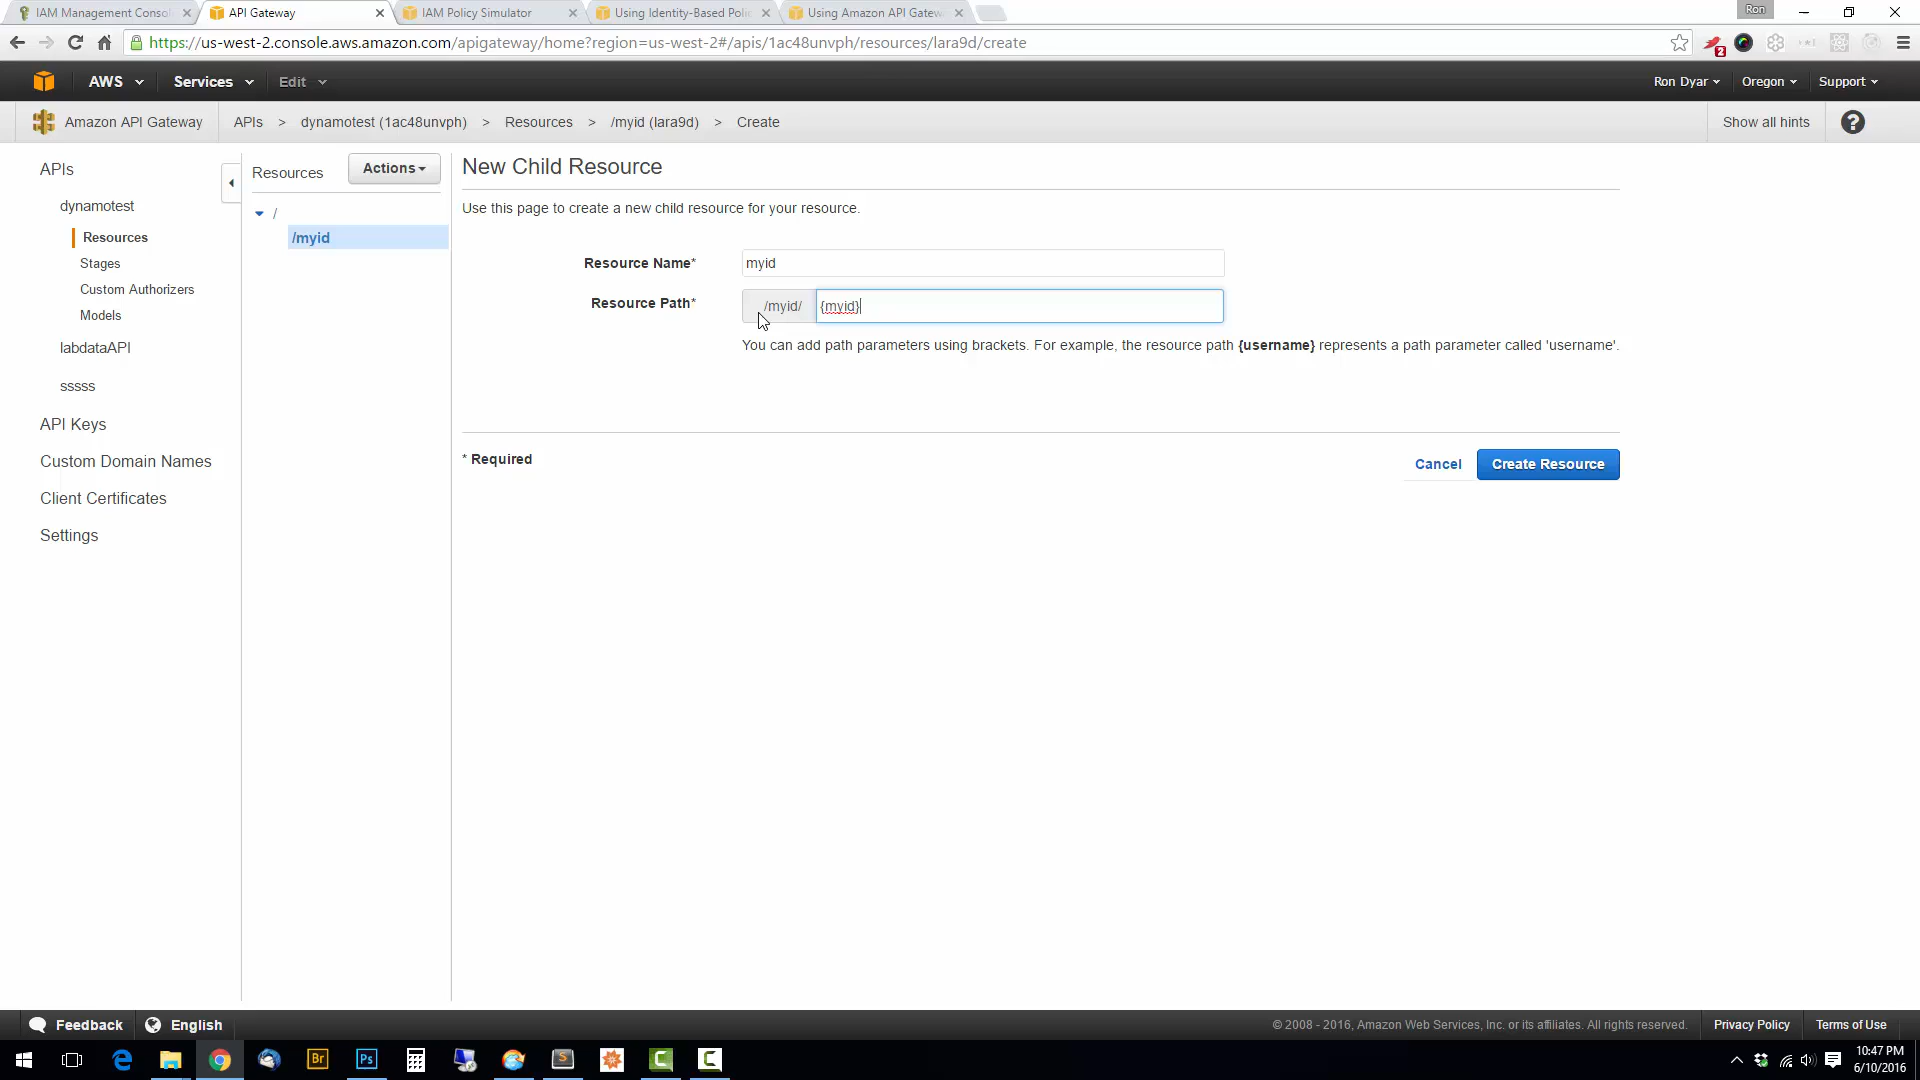 IAM Management Consol
API Gateway
IAM Policy Simulator
Using Identity-Based Poli
Using Amazon API Gatew
Ron
https://us-west-2.console.aws.amazon.com/apigateway/home?region=us-west-2#/apis/1ac48unvph/resources/lara9d/create
2
AWS
Services
Edit
Ron Dyar
Oregon
Support
Amazon API Gateway
APIs > dynamotest (1ac48unvph) > Resources > /myid (lara9d) > Create
Show all hints
?
APIs
dynamotest
Resources
Stages
Custom Authorizers
Models
labdataAPI
sssss
API Keys
Custom Domain Names
Client Certificates
Settings
Resources
Actions
/
/myid
New Child Resource
Use this page to create a new child resource for your resource.
Resource Name* myid
Resource Path* /myid/ {myid}
You can add path parameters using brackets. For example, the resource path {username} represents a path parameter called 'username'.
* Required
Cancel
Create Resource
Feedback
English
© 2008 - 2016, Amazon Web Services, Inc. or its affiliates. All rights reserved.
Privacy Policy
Terms of Use
Br
Ps
S
C
C
10:47 PM
6/10/2016